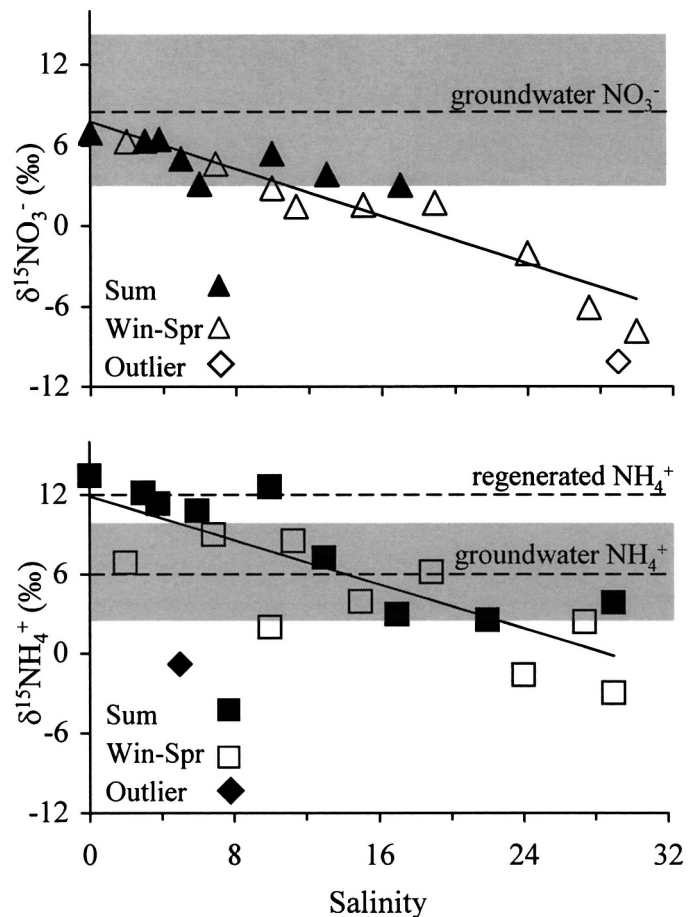 12
6
0
-6
-12
δ¹⁵NO₃⁻ (‰)
groundwater NO₃⁻
Sum
Win-Spr
Outlier
12
6
0
-6
-12
δ¹⁵NH₄⁺ (‰)
regenerated NH₄⁺
groundwater NH₄⁺
Sum
Win-Spr
Outlier
0 8 16 24 32
Salinity